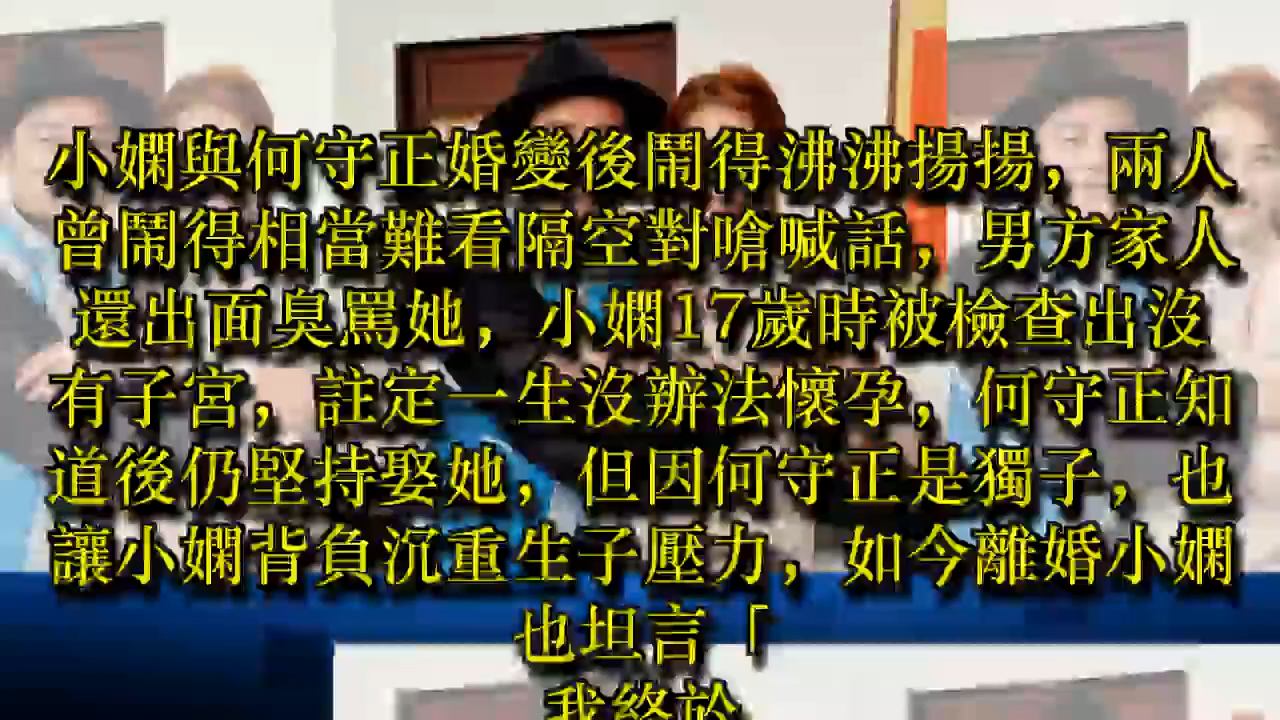 小嫻與何守正婚變後鬧得沸沸揚揚，兩人
曾鬧得相當難看隔空對嗆喊話，男方家人
還出面臭罵她，小嫻17歲時被檢查出沒
有子宮，註定一生沒辦法懷孕，何守正知
道後仍堅持娶她，但因何守正是獨子，也
讓小嫻背負沉重生子壓力，如今離婚小嫻
也坦言「
我終於